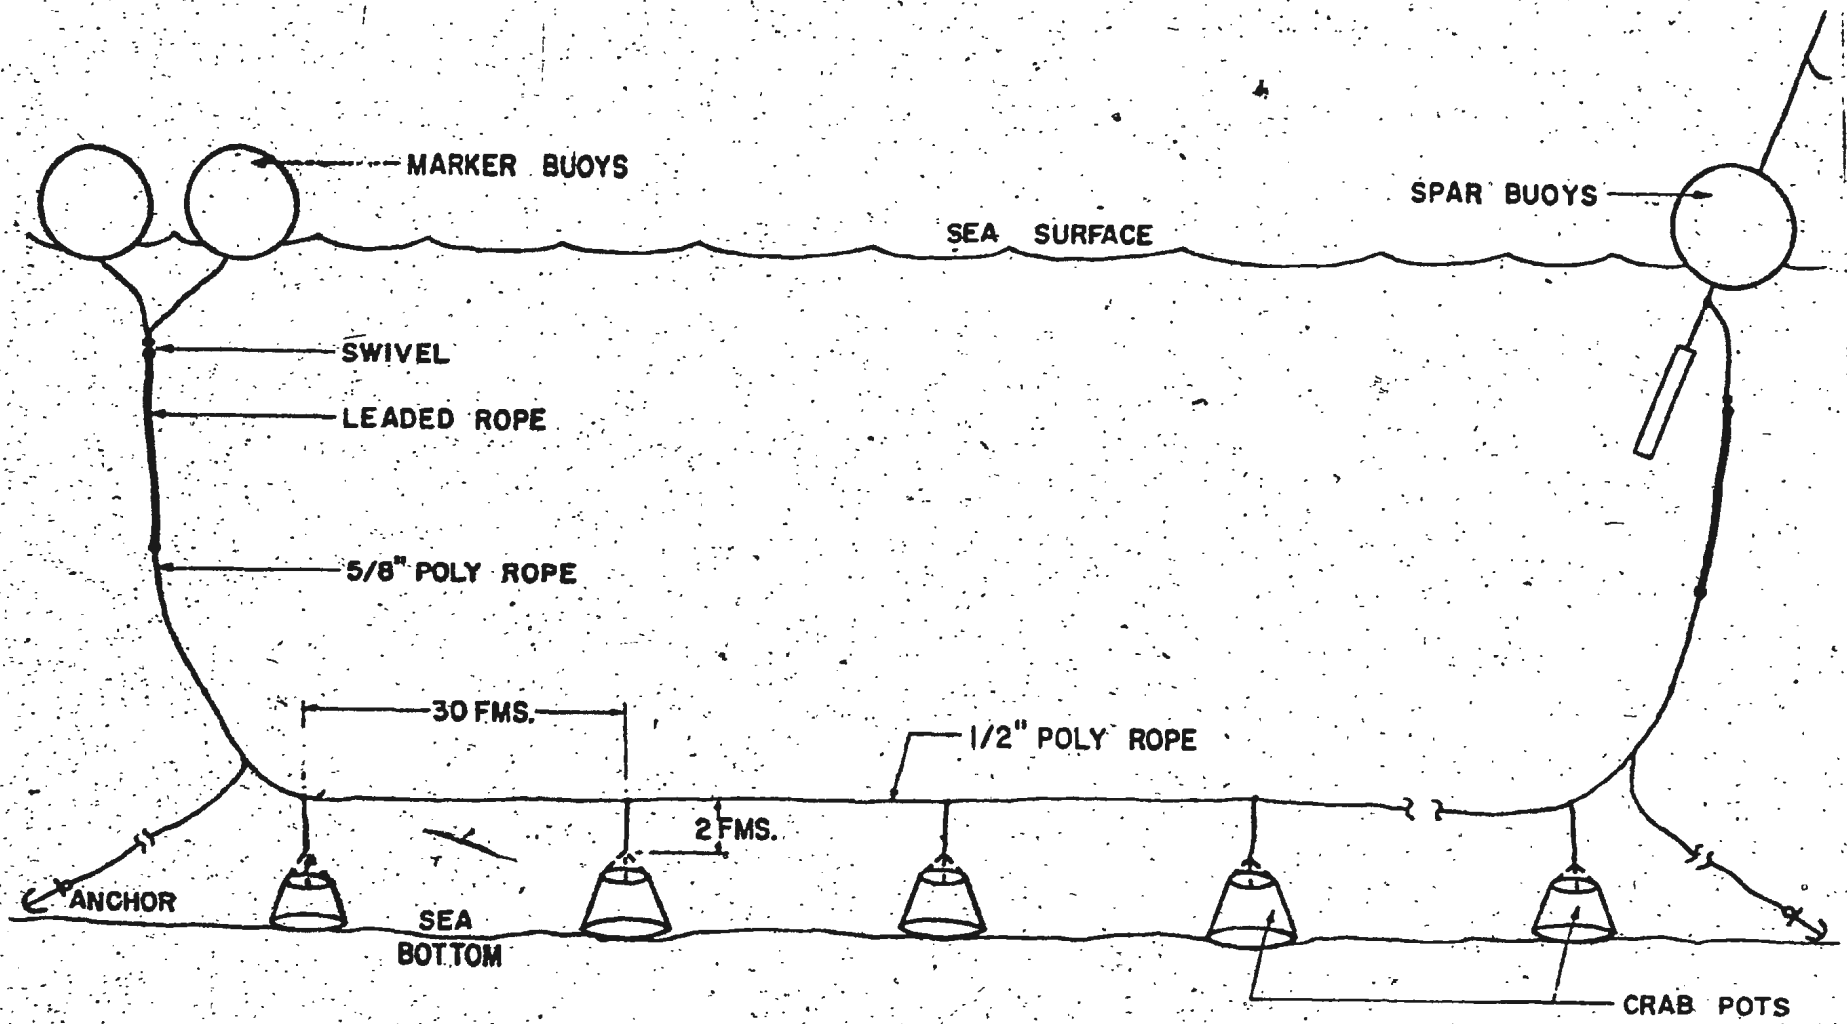 MARKER BUOYS
SPAR BUOYS
SEA SURFACE
SWIVEL
LEADED ROPE
5/8" POLY ROPE
30 FMS.
1/2" POLY ROPE
2 FMS.
ANCHOR
SEA
BOTTOM
CRAB POTS